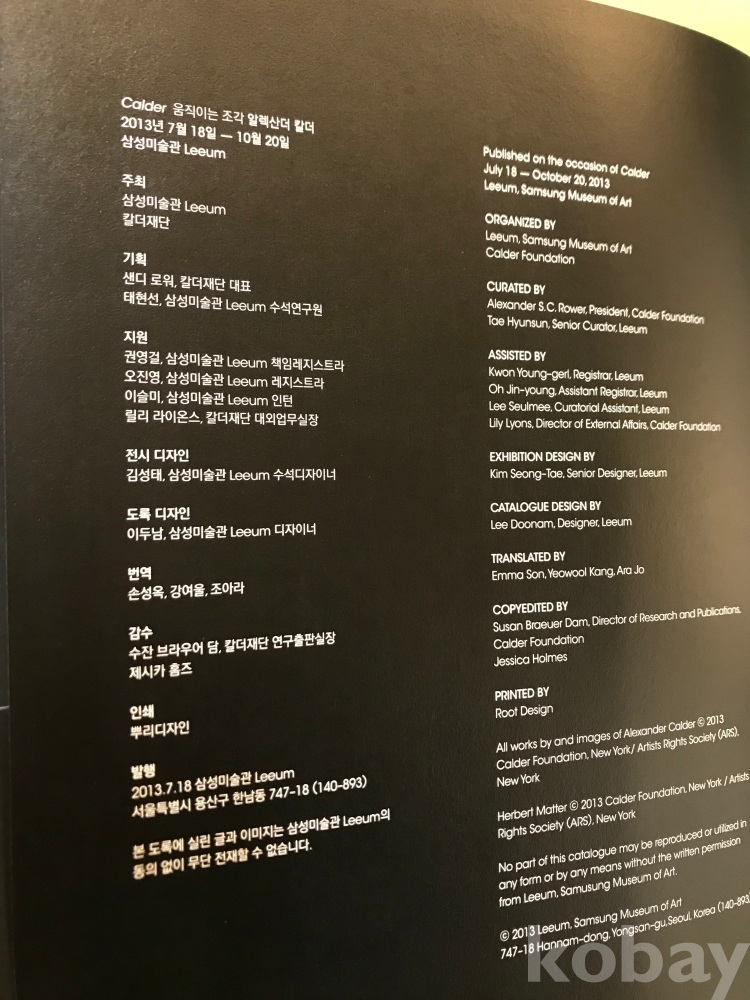 Calder 움직이는 조각 알렉산더 칼더
2013년 7월 18일 — 10월 20일
삼성미술관 Leeum
주최
삼성미술관 Leeum
칼더재단
기획
샌디 로워, 칼더재단 대표
태현선, 삼성미술관 Leeum 수석연구원
지원
권영걸, 삼성미술관 Leeum 책임레지스트라
오진영, 삼성미술관 Leeum 레지스트라
이슬미, 삼성미술관 Leeum 인턴
릴리 라이온스, 칼더재단 대외업무실장
전시 디자인
김성태, 삼성미술관 Leeum 수석디자이너
도록 디자인
이두남, 삼성미술관 Leeum 디자이너
번역
손성옥, 강여울, 조아라
감수
수잔 브라우어 담, 칼더재단 연구출판실장
제시카 홈즈
인쇄
뿌리디자인
발행
2013.7.18 삼성미술관 Leeum
서울특별시 용산구 한남동 747-18 (140-893)
본 도록에 실린 글과 이미지는 삼성미술관 Leeum의
동의 없이 무단 전재할 수 없습니다.
Published on the occasion of Calder
July 18 — October 20, 2013
Leeum, Samsung Museum of Art
ORGANIZED BY
Leeum, Samsung Museum of Art
Calder Foundation
CURATED BY
Alexander S.C. Rower, President, Calder Foundation
Tae Hyunsun, Senior Curator, Leeum
ASSISTED BY
Kwon Young-gerl, Registrar, Leeum
Oh Jin-young, Assistant Registrar, Leeum
Lee Seulmee, Curatorial Assistant, Leeum
Lily Lyons, Director of External Affairs, Calder Foundation
EXHIBITION DESIGN BY
Kim Seong-Tae, Senior Designer, Leeum
CATALOGUE DESIGN BY
Lee Doonam, Designer, Leeum
TRANSLATED BY
Emma Son, Yeowool Kang, Ara Jo
COPYEDITED BY
Susan Braeuer Dam, Director of Research and Publications,
Calder Foundation
Jessica Holmes
PRINTED BY
Root Design
All works by and images of Alexander Calder © 2013
Calder Foundation, New York/ Artists Rights Society (ARS),
New York
Herbert Matter © 2013 Calder Foundation, New York / Artists
Rights Society (ARS), New York
No part of this catalogue may be reproduced or utilized in
any form or by any means without the written permission
from Leeum, Samusung Museum of Art.
© 2013 Leeum, Samsung Museum of Art
747-18 Hannam-dong, Yongsan-gu, Seoul, Korea (140-893
kobay